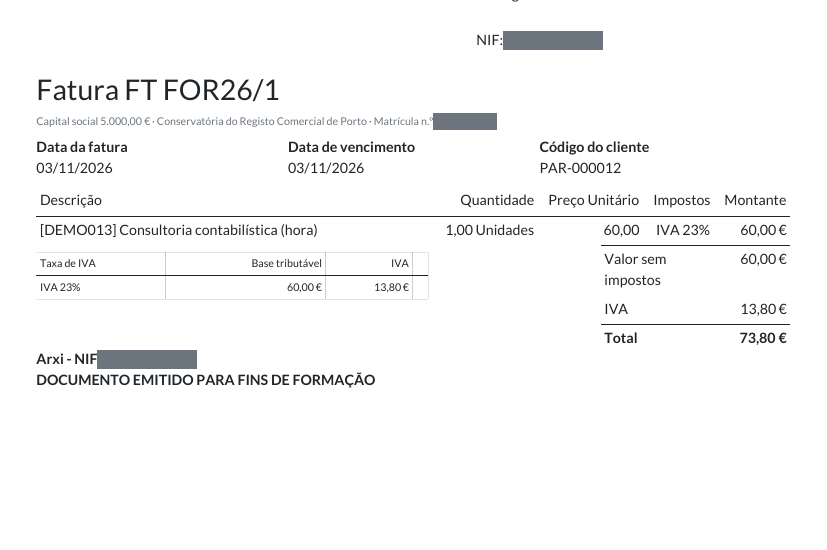 NIF:
Fatura FT FOR26/1
Capital social 5.000,00 € · Conservatória do Registo Comercial de Porto · Matrícula n.º
Data da fatura Data de vencimento Código do cliente
03/11/2026 03/11/2026 PAR-000012
Descrição Quantidade Preço Unitário Impostos Montante
[DEMO013] Consultoria contabilística (hora) 1,00 Unidades 60,00 IVA 23% 60,00 €
Taxa de IVA Base tributável IVA
IVA 23% 60,00 € 13,80 €
Valor sem impostos 60,00 €
IVA 13,80 €
Total 73,80 €
Arxi - NIF
DOCUMENTO EMITIDO PARA FINS DE FORMAÇÃO